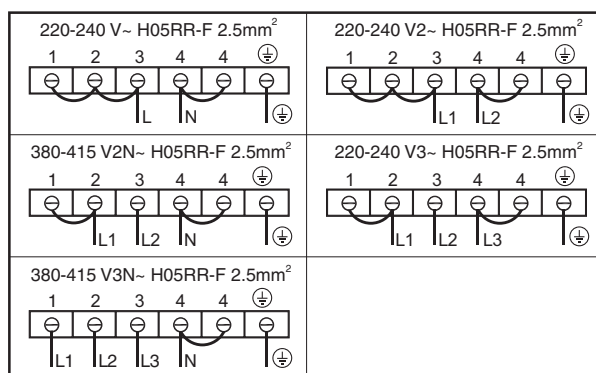 220-240 V~ H05RR-F 2.5mm²
1 2 3 4 4
L N
220-240 V2~ H05RR-F 2.5mm²
1 2 3 4 4
L1 L2
380-415 V2N~ H05RR-F 2.5mm²
1 2 3 4 4
L1 L2 N
220-240 V3~ H05RR-F 2.5mm²
1 2 3 4 4
L1 L2 L3
380-415 V3N~ H05RR-F 2.5mm²
1 2 3 4 4
L1 L2 L3 N